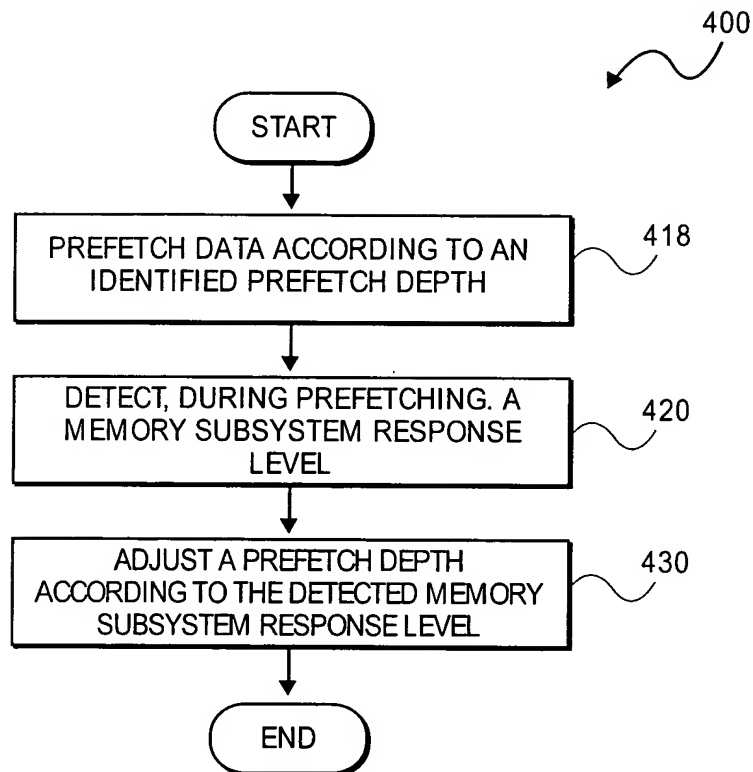 400
START
PREFETCH DATA ACCORDING TO AN
IDENTIFIED PREFETCH DEPTH
418
DETECT, DURING PREFETCHING. A
MEMORY SUBSYSTEM RESPONSE
LEVEL
420
ADJUST A PREFETCH DEPTH
ACCORDING TO THE DETECTED MEMORY
SUBSYSTEM RESPONSE LEVEL
430
END